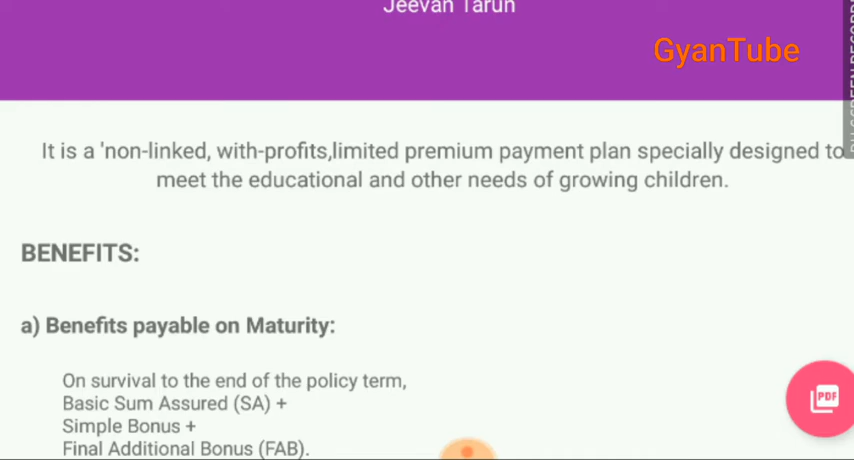 Jeevan Tarun
GyanTube
It is a 'non-linked, with-profits,limited premium payment plan specially designed to
meet the educational and other needs of growing children.
BENEFITS:
a) Benefits payable on Maturity:
On survival to the end of the policy term,
Basic Sum Assured (SA) +
Simple Bonus +
Final Additional Bonus (FAB).
PDF